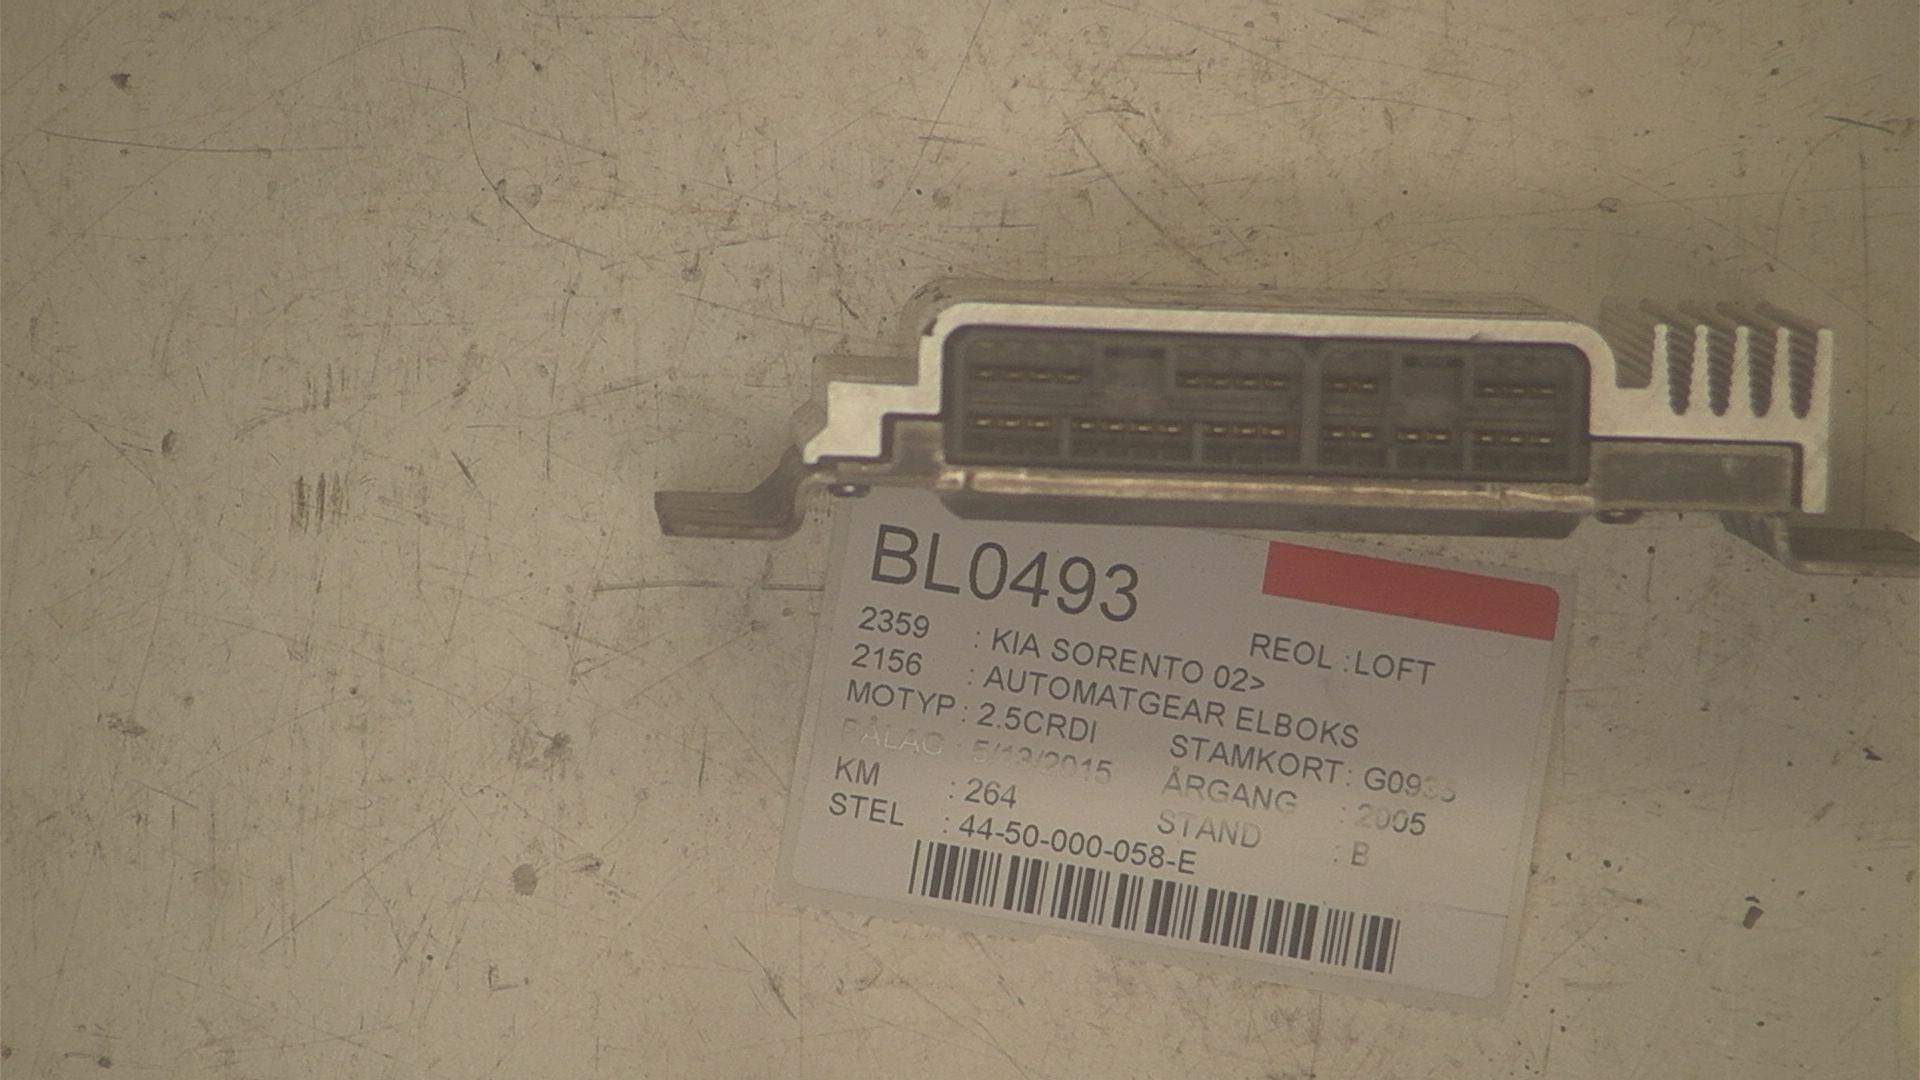 BL0493
REOL :LOFT
2359 : KIA SORENTO 02>
2156 : AUTOMATGEAR ELBOKS
MOTYP : 2.5CRDI STAMKORT:
PÅLAG : 5/13/2015 ÅRGANG : 2005
KM : 264 STAND : B
STEL : 44-50-000-058-E